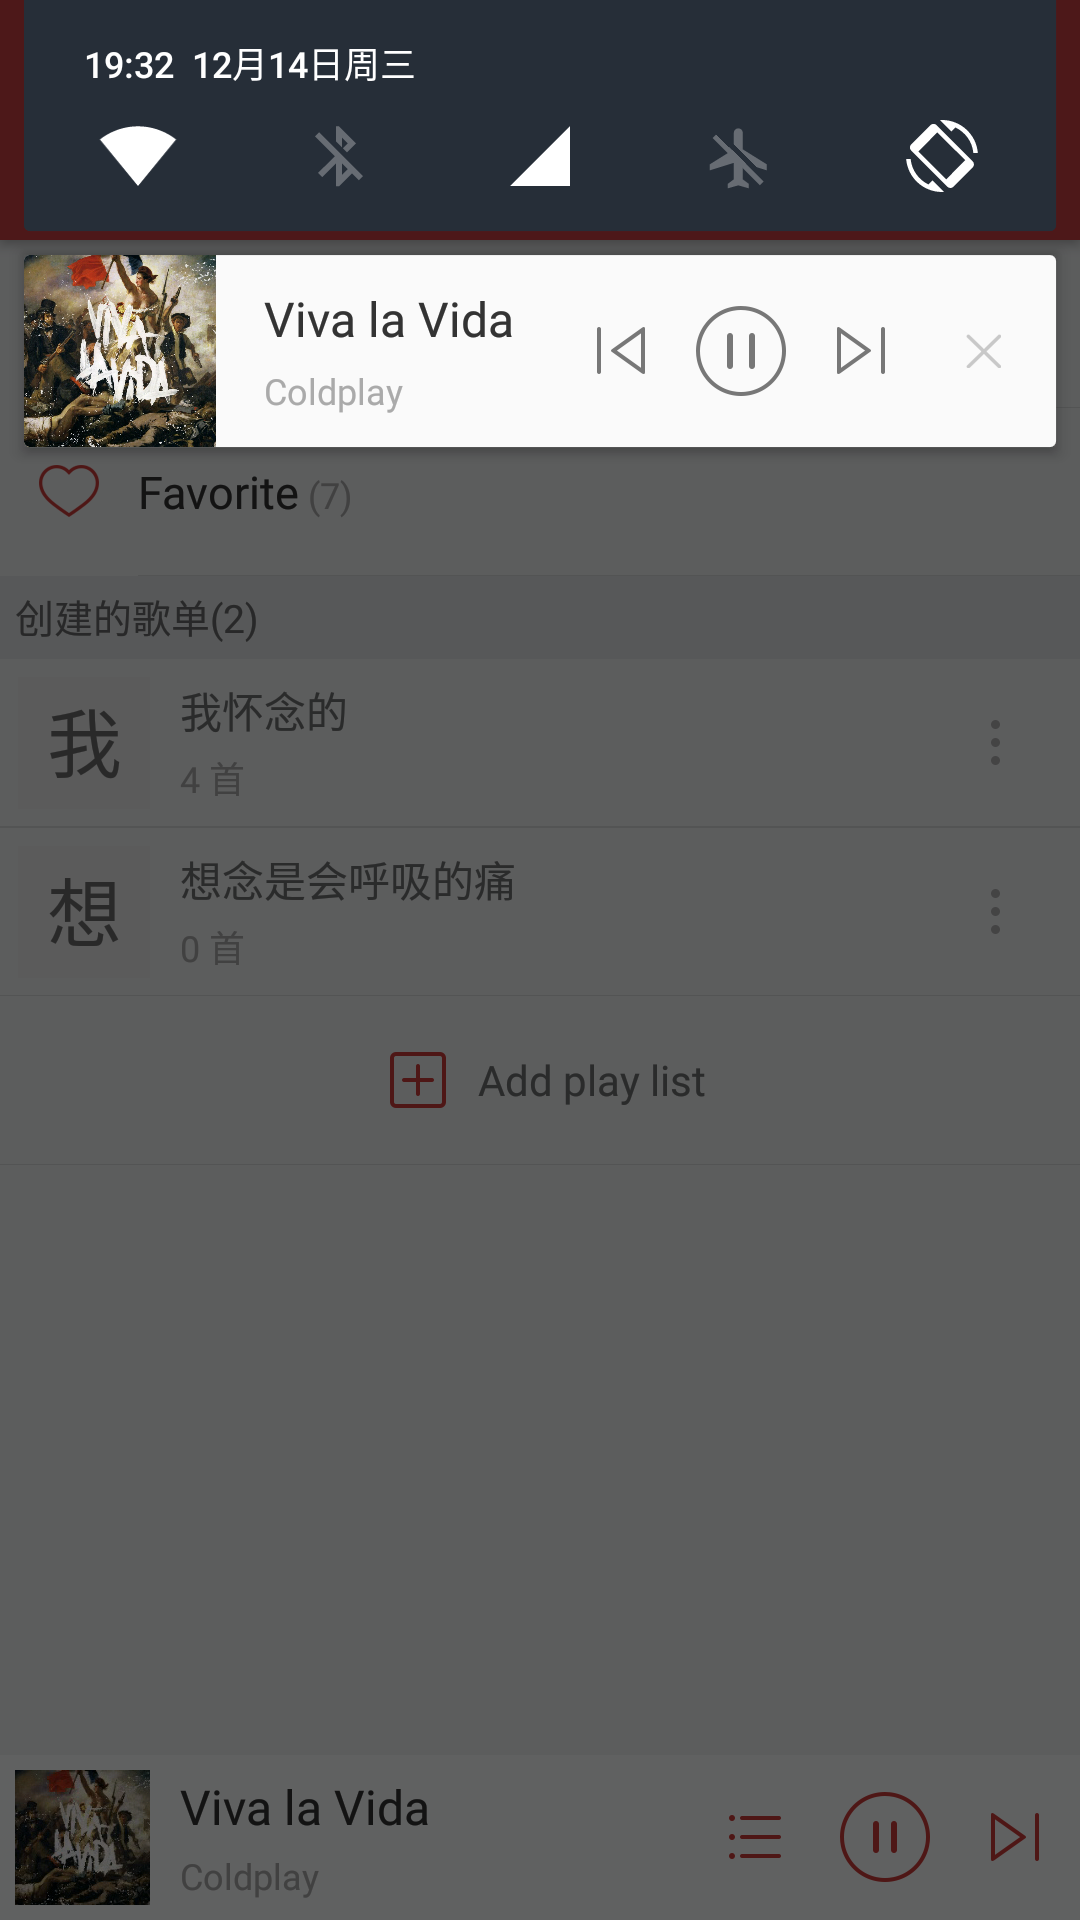 19:32 12月14日周三
VIVA
LA VIDA
Viva la Vida
Coldplay
Favorite (7)
创建的歌单(2)
我
我怀念的
4 首
想
想念是会呼吸的痛
0 首
Add play list
VIVA
LA VIDA
Viva la Vida
Coldplay